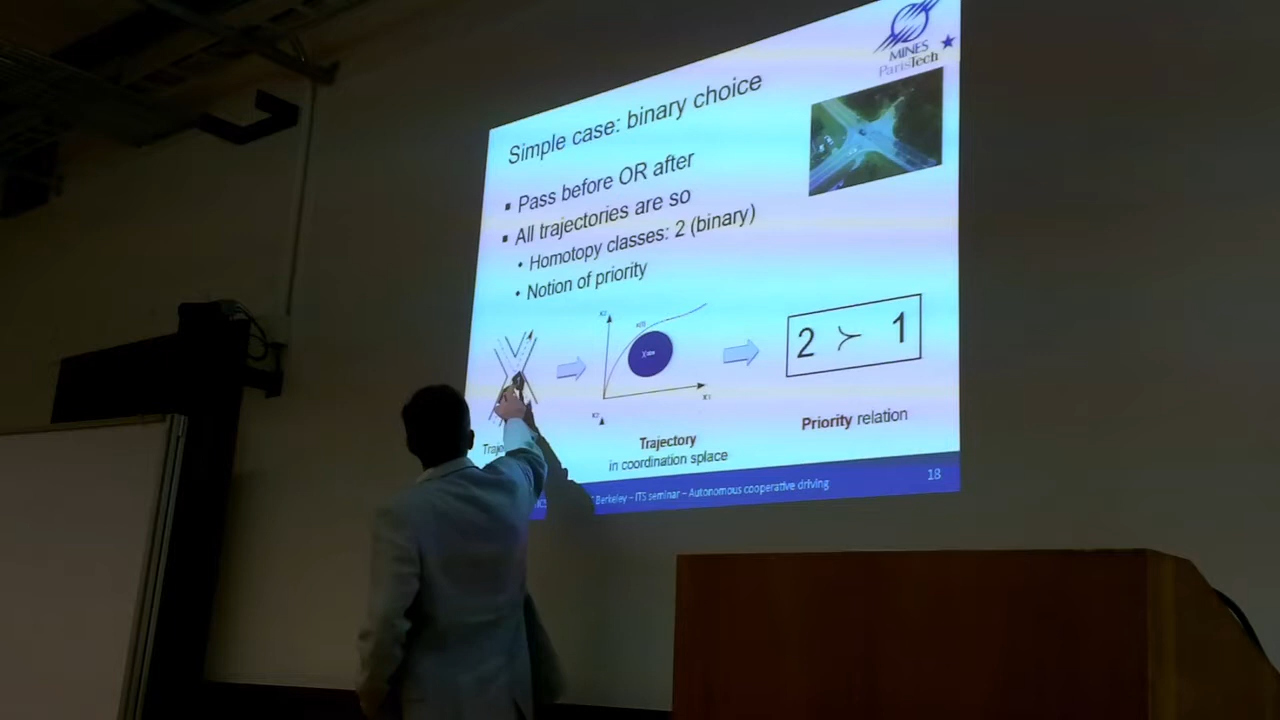 MINES
ParisTech
Simple case: binary choice
▪ Pass before OR after
▪ All trajectories are so
• Homotopy classes: 2 (binary)
• Notion of priority
2 ≻ 1
Trajectory
in coordination splace
Priority relation
Berkeley – ITS seminar – Autonomous cooperative driving
18